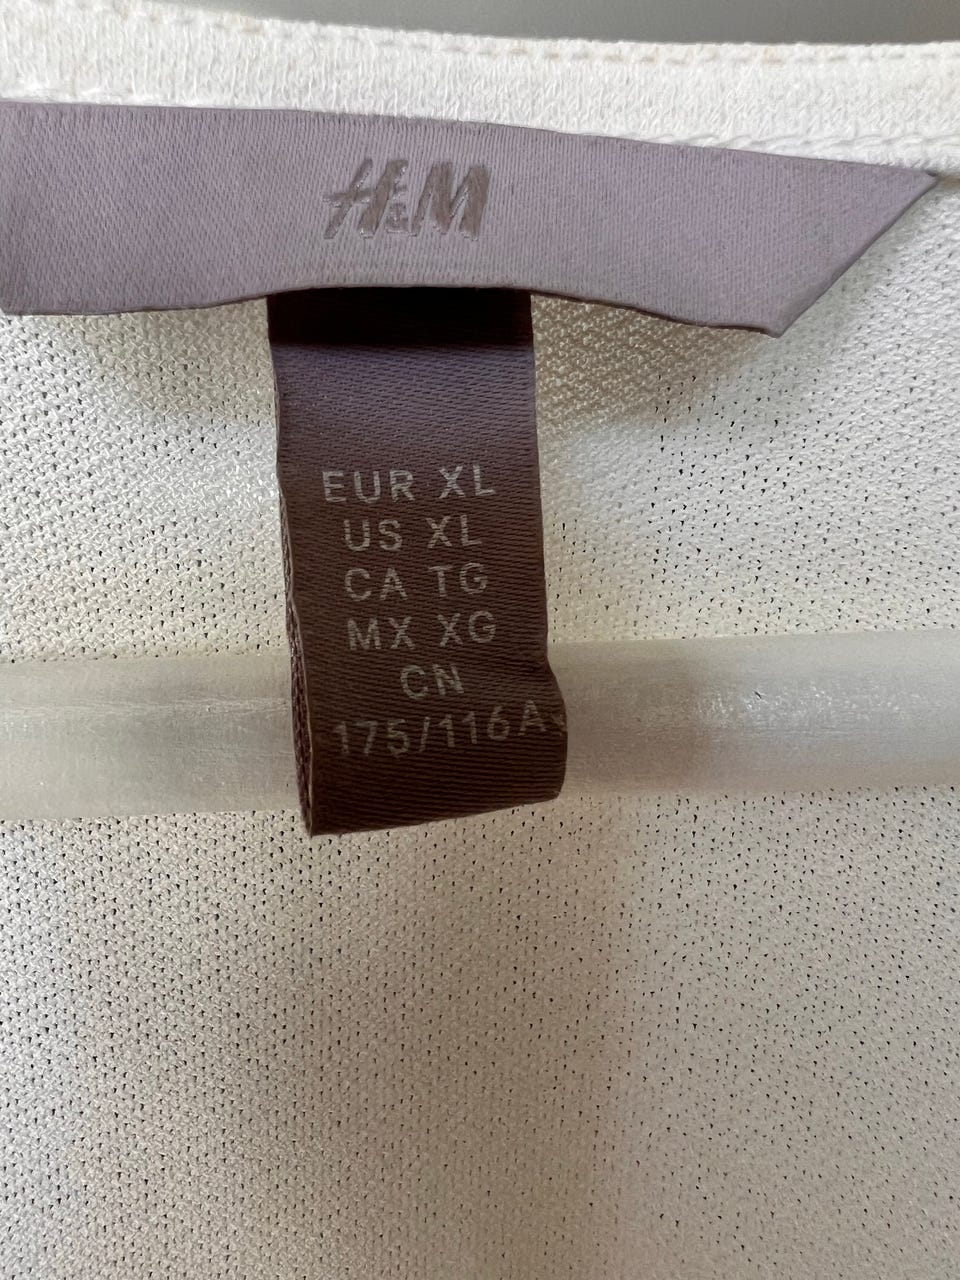 H&M
EUR XL
US XL
CA TG
MX XG
CN
175/116A